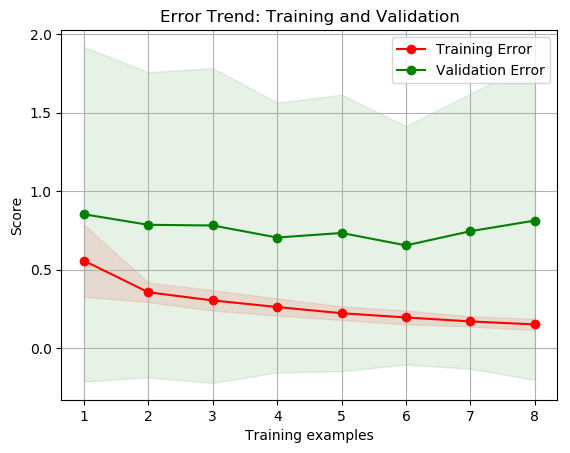 Error Trend: Training and Validation
Training Error
Validation Error
Score
2.0
1.5
1.0
0.5
0.0
1 2 3 4 5 6 7 8
Training examples